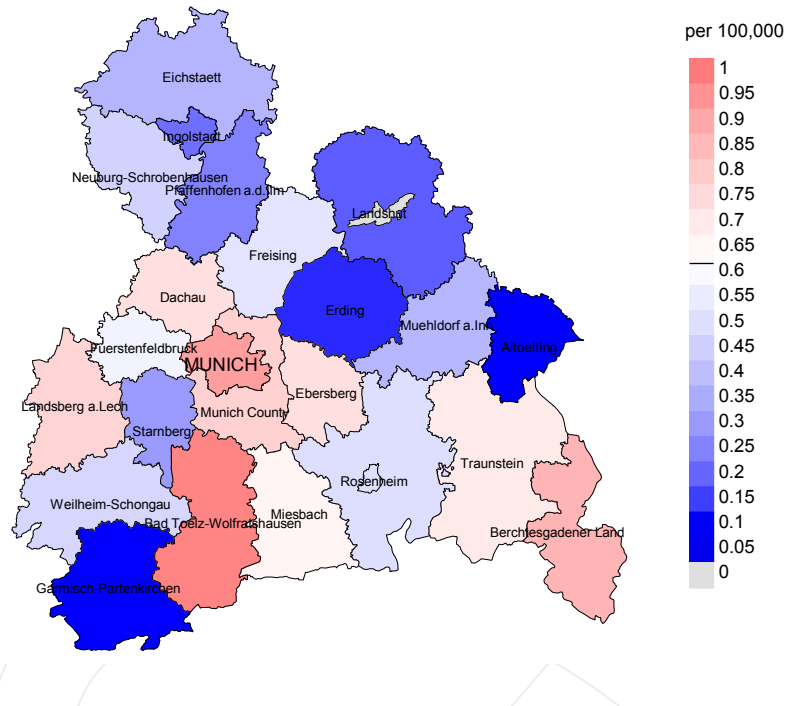 per 100,000
1
0.95
0.9
0.85
0.8
0.75
0.7
0.65
0.6
0.55
0.5
0.45
0.4
0.35
0.3
0.25
0.2
0.15
0.1
0.05
0
Eichstaett
Ingolstadt
Neuburg-Schrobenhausen
Pfaffenhofen a.d.Ilm
Landshut
Freising
Dachau
Erding
Muehldorf a.Inn
Altoetting
Fuerstenfeldbruck
MUNICH
Ebersberg
Landsberg a.Lech
Munich County
Starnberg
Traunstein
Rosenheim
Weilheim-Schongau
Miesbach
Bad Toelz-Wolfratshausen
Berchtesgadener Land
Garmisch-Partenkirchen